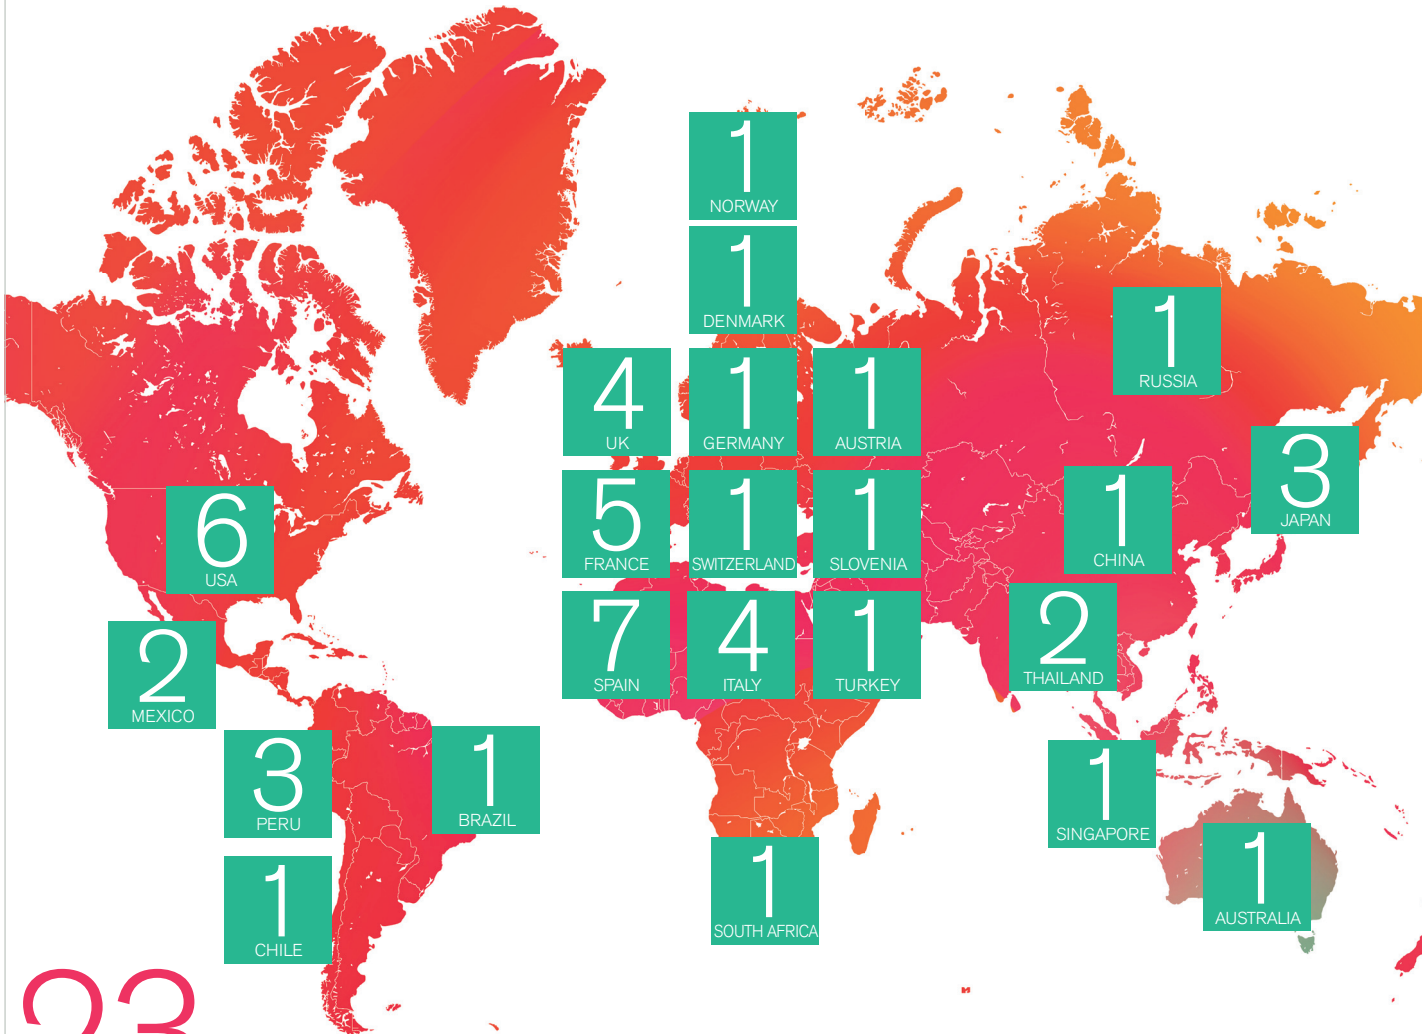 1
NORWAY
1
DENMARK
1
RUSSIA
4
UK
1
GERMANY
1
AUSTRIA
3
JAPAN
6
USA
5
FRANCE
1
SWITZERLAND
1
SLOVENIA
1
CHINA
2
MEXICO
7
SPAIN
4
ITALY
1
TURKEY
2
THAILAND
3
PERU
1
BRAZIL
1
SINGAPORE
1
CHILE
1
SOUTH AFRICA
1
AUSTRALIA
23